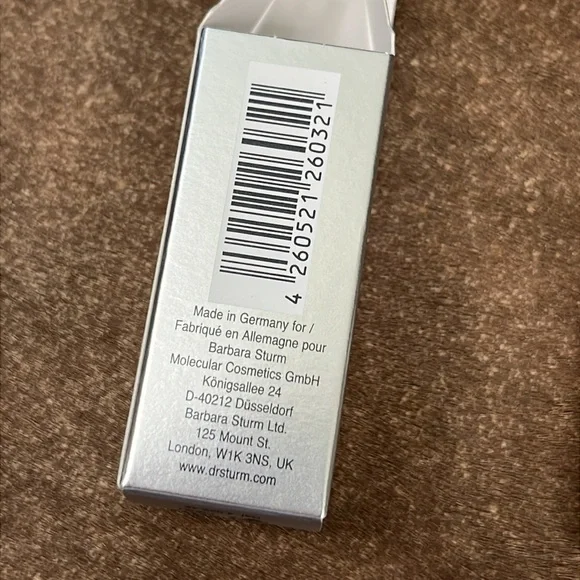 4 260521 260321
Made in Germany for /
Fabriqué en Allemagne pour
Barbara Sturm
Molecular Cosmetics GmbH
Königsallee 24
D-40212 Düsseldorf
Barbara Sturm Ltd.
125 Mount St.
London, W1K 3NS, UK
www.drsturm.com